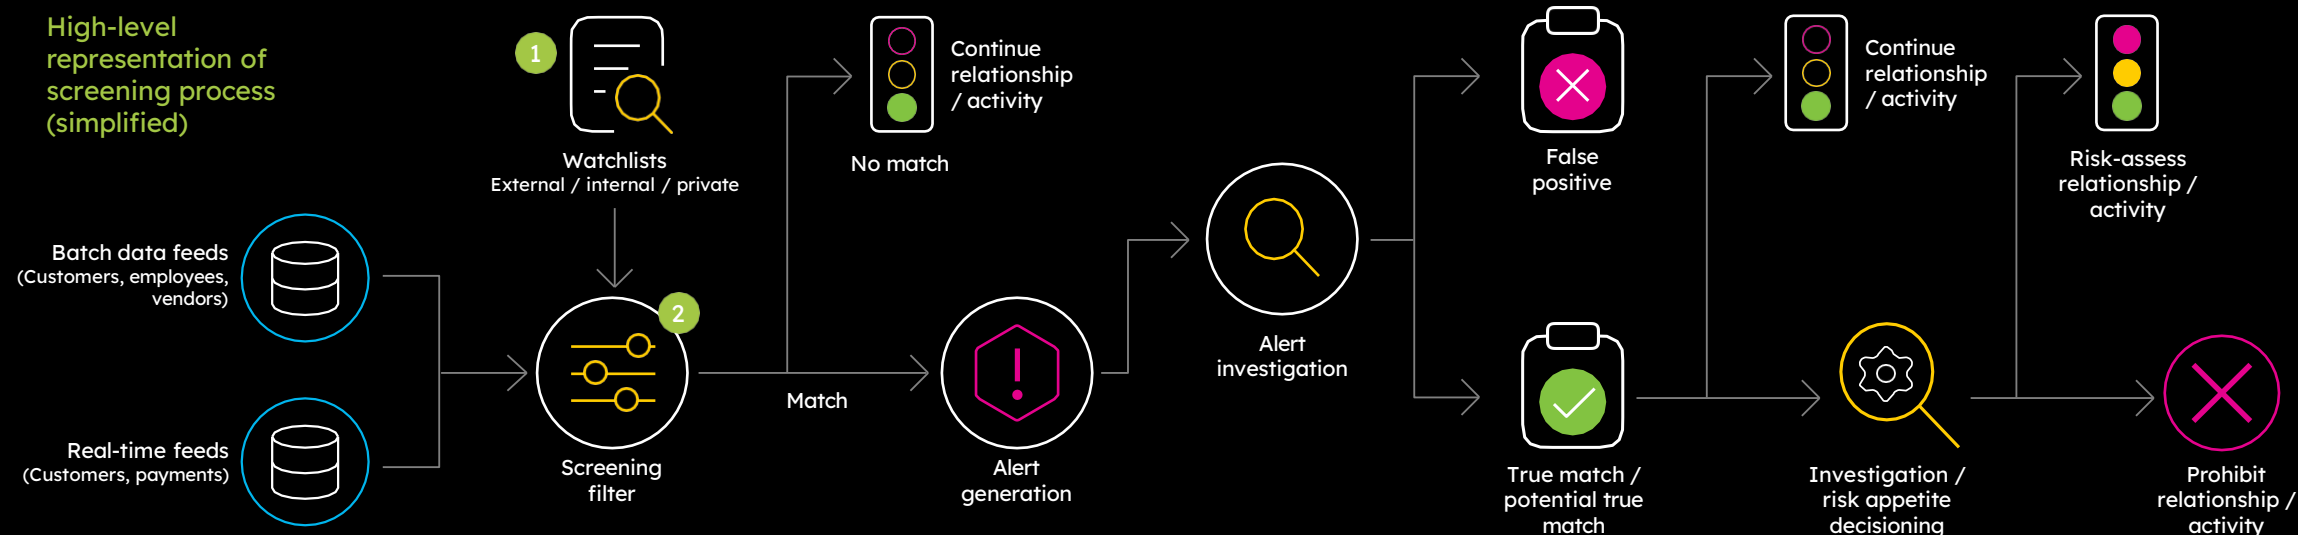 High-level
representation of
screening process
(simplified)
1
Watchlists
External / internal / private
Continue
relationship
/ activity
No match
False
positive
Continue
relationship
/ activity
Risk-assess
relationship /
activity
Batch data feeds
(Customers, employees,
vendors)
Real-time feeds
(Customers, payments)
2
Screening
filter
Match
Alert
generation
Alert
investigation
True match /
potential true
match
Investigation /
risk appetite
decisioning
Prohibit
relationship /
activity